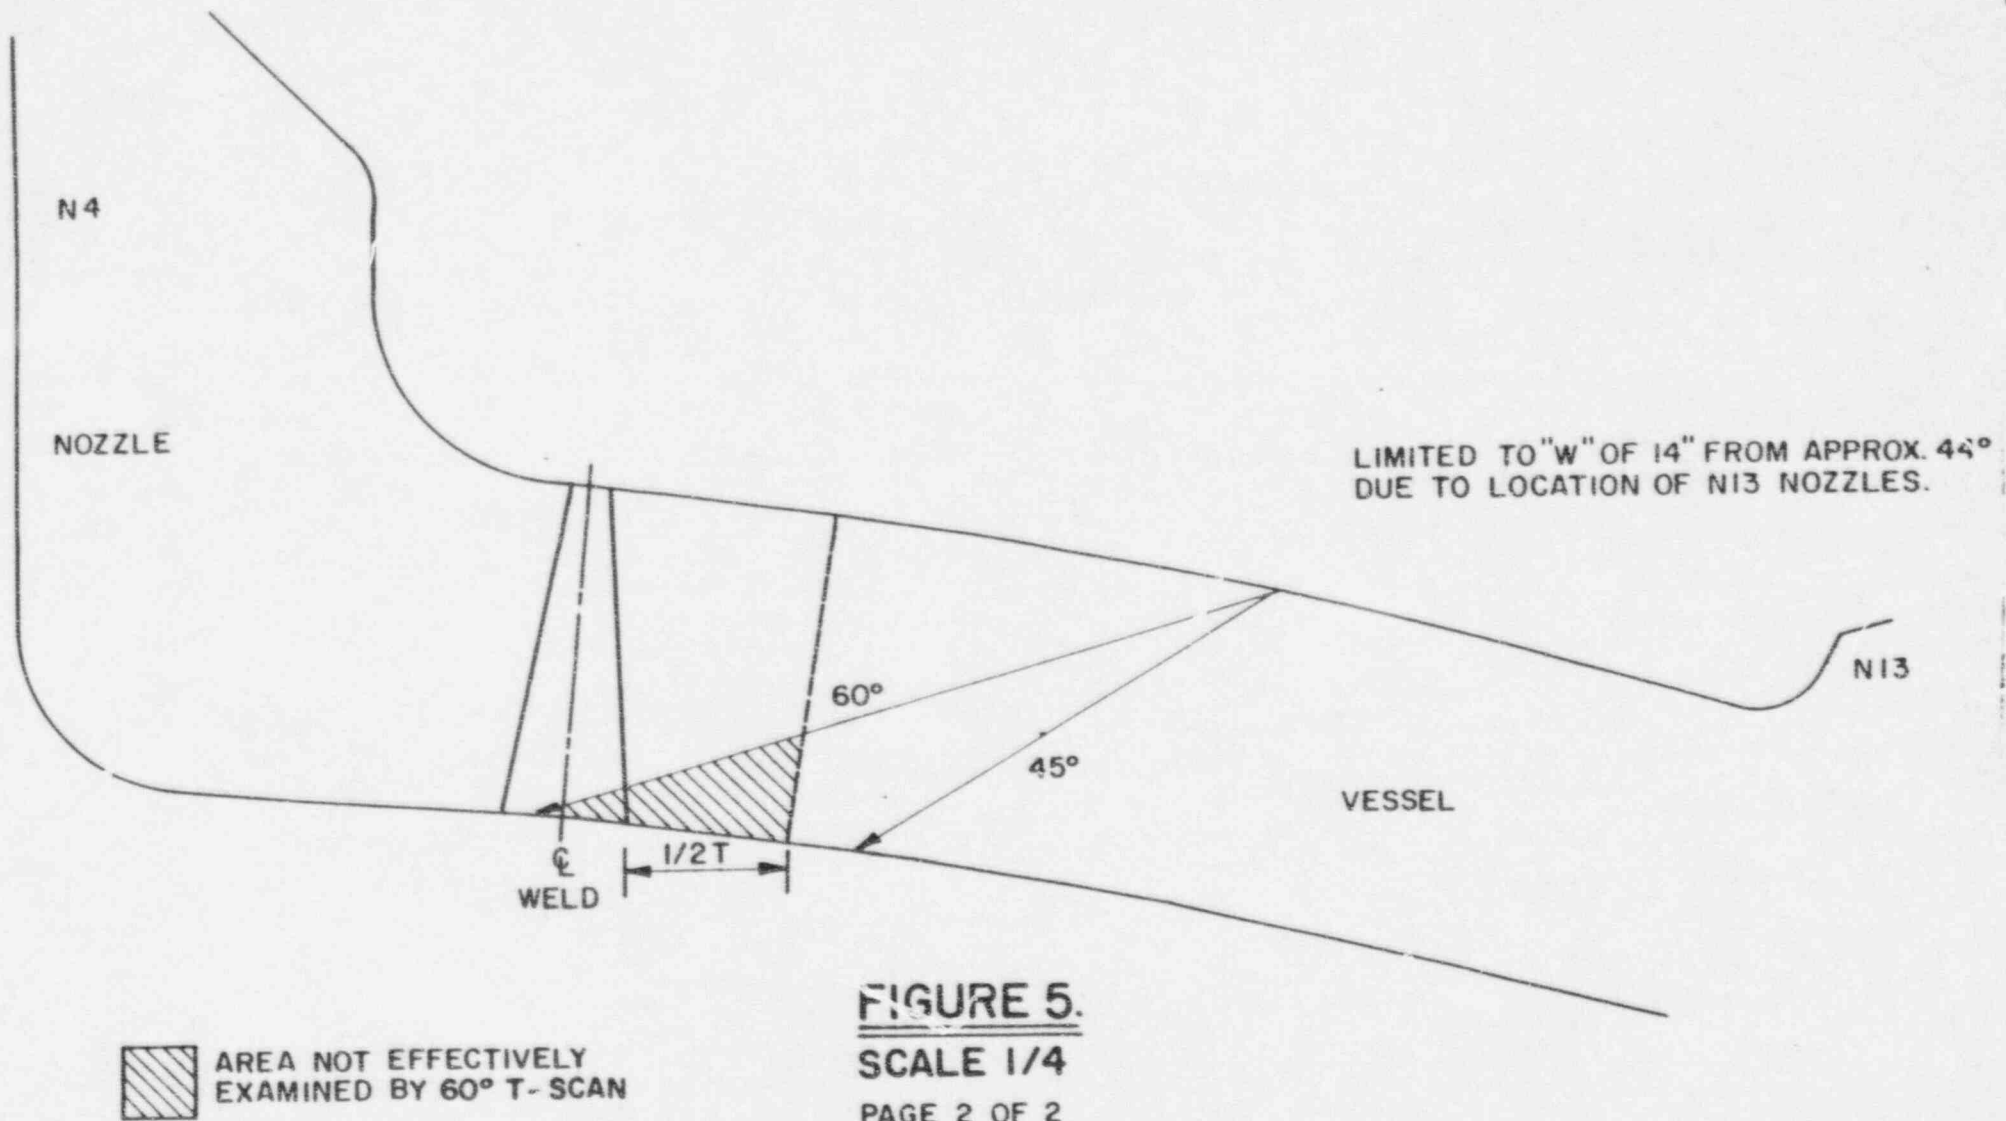 N4
NOZZLE
LIMITED TO "W" OF 14" FROM APPROX. 44°
DUE TO LOCATION OF N13 NOZZLES.
60°
N13
45°
VESSEL
℄
WELD
1/2T
FIGURE 5.
SCALE 1/4
PAGE 2 OF 2
AREA NOT EFFECTIVELY
EXAMINED BY 60° T-SCAN